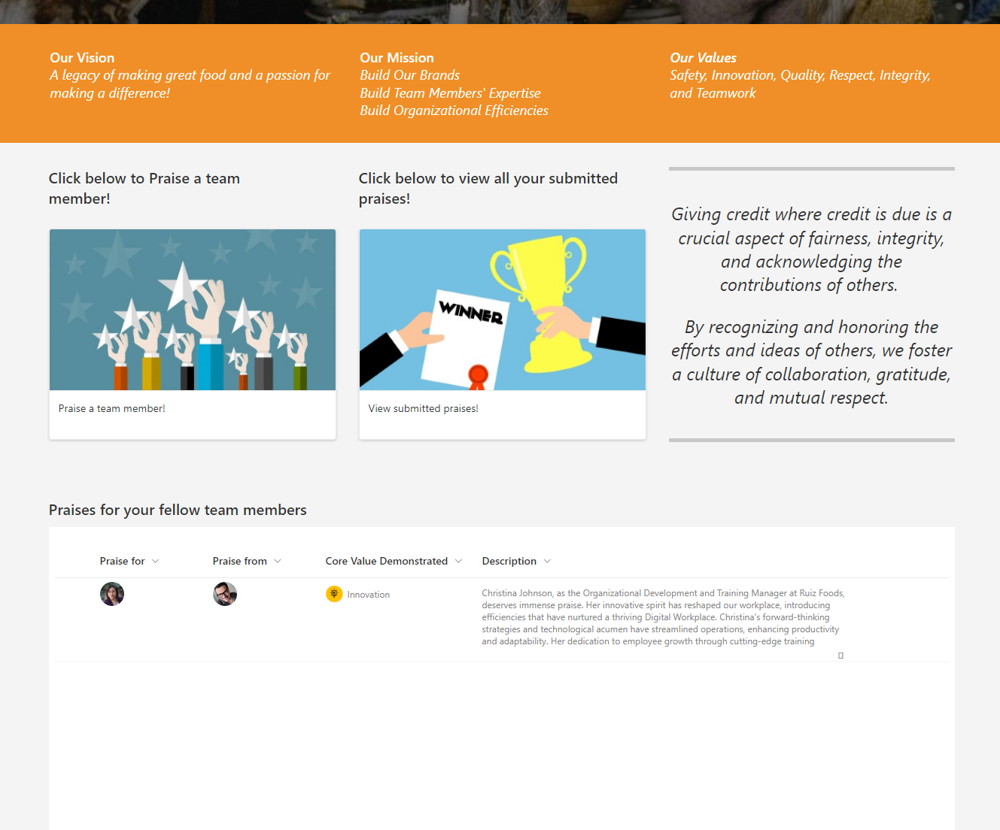 Our Vision
A legacy of making great food and a passion for
making a difference!
Our Mission
Build Our Brands
Build Team Members' Expertise
Build Organizational Efficiencies
Our Values
Safety, Innovation, Quality, Respect, Integrity,
and Teamwork
Click below to Praise a team
member!
WINNER
Praise a team member!
Click below to view all your submitted
praises!
View submitted praises!
Giving credit where credit is due is a
crucial aspect of fairness, integrity,
and acknowledging the
contributions of others.
By recognizing and honoring the
efforts and ideas of others, we foster
a culture of collaboration, gratitude,
and mutual respect.
Praises for your fellow team members
Praise for
Praise from
Core Value Demonstrated
Description
Innovation
Christina Johnson, as the Organizational Development and Training Manager at Ruiz Foods,
deserves immense praise. Her innovative spirit has reshaped our workplace, introducing
efficiencies that have nurtured a thriving Digital Workplace. Christina's forward-thinking
strategies and technological acumen have streamlined operations, enhancing productivity
and adaptability. Her dedication to employee growth through cutting-edge training